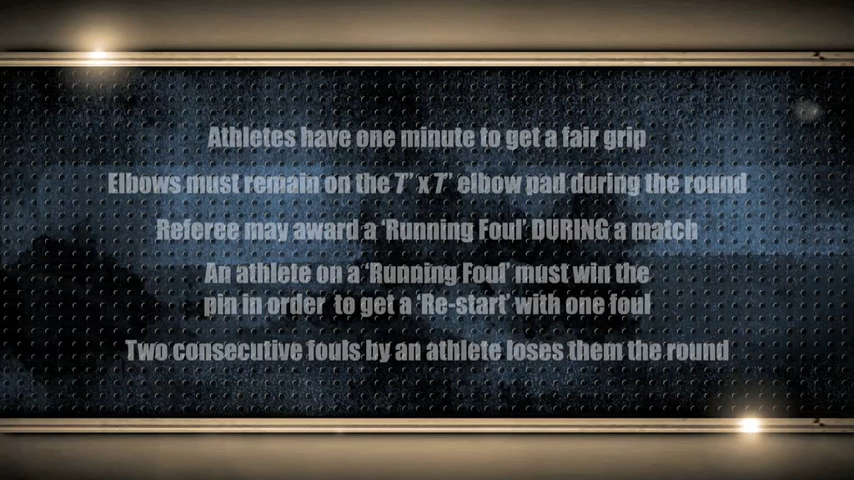 Athletes have one minute to get a fair grip
Elbows must remain on the 7" x 7" elbow pad during the round
Referee may award a 'Running Foul' DURING a match
An athlete on a 'Running Foul' must win the
pin in order to get a 'Re-start' with one foul
Two consecutive fouls by an athlete loses them the round